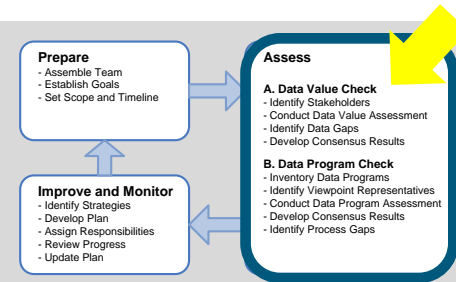 Prepare
- Assemble Team
- Establish Goals
- Set Scope and Timeline
Assess
A. Data Value Check
- Identify Stakeholders
- Conduct Data Value Assessment
- Identify Data Gaps
- Develop Consensus Results
B. Data Program Check
- Inventory Data Programs
- Identify Viewpoint Representatives
- Conduct Data Program Assessment
- Develop Consensus Results
- Identify Process Gaps
Improve and Monitor
- Identify Strategies
- Develop Plan
- Assign Responsibilities
- Review Progress
- Update Plan